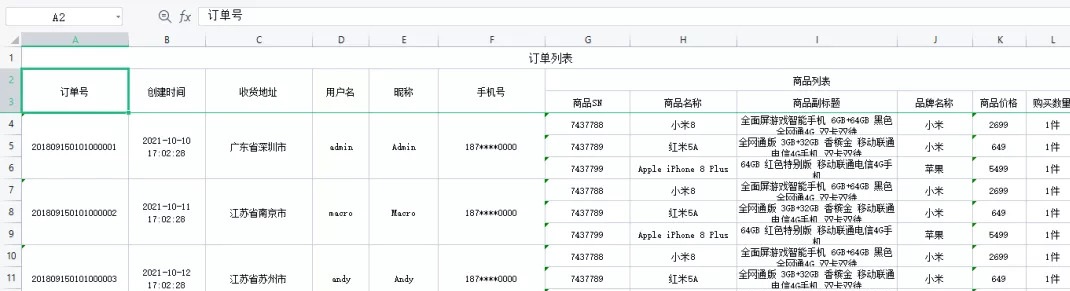 A2 fx 订单号
A B C D E F G H I J K L
1 订单列表
2 订单号 创建时间 收货地址 用户名 昵称 手机号 商品列表
3 商品SN 商品名称 商品副标题 品牌名称 商品价格 购买数量
4 7437788 小米8 全面屏游戏智能手机 6GB+64GB 黑色 小米 2699 1件
全网通4G 双卡双待
5 201809150101000001 2021-10-10 广东省深圳市 admin Admin 187****0000 7437789 红米5A 全网通版 3GB+32GB 香槟金 移动联 小米 649 1件
17:02:28 通电信4G手机 双卡双待
6 7437799 Apple iPhone 8 Plus 64GB 红色特别版 移动联通电信4G手 苹果 5499 1件
机
7 7437788 小米8 全面屏游戏智能手机 6GB+64GB 黑色 小米 2699 1件
全网通4G 双卡双待
8 201809150101000002 2021-10-11 江苏省南京市 macro Macro 187****0000 7437789 红米5A 全网通版 3GB+32GB 香槟金 移动联 小米 649 1件
17:02:28 通电信4G手机 双卡双待
9 7437799 Apple iPhone 8 Plus 64GB 红色特别版 移动联通电信4G手 苹果 5499 1件
机
10 7437788 小米8 全面屏游戏智能手机 6GB+64GB 黑色 小米 2699 1件
全网通4G 双卡双待
11 201809150101000003 2021-10-12 江苏省苏州市 andy Andy 187****0000 7437789 红米5A 全网通版 3GB+32GB 香槟金 移动联 小米 649 1件
17:02:28 通电信4G手机 双卡双待